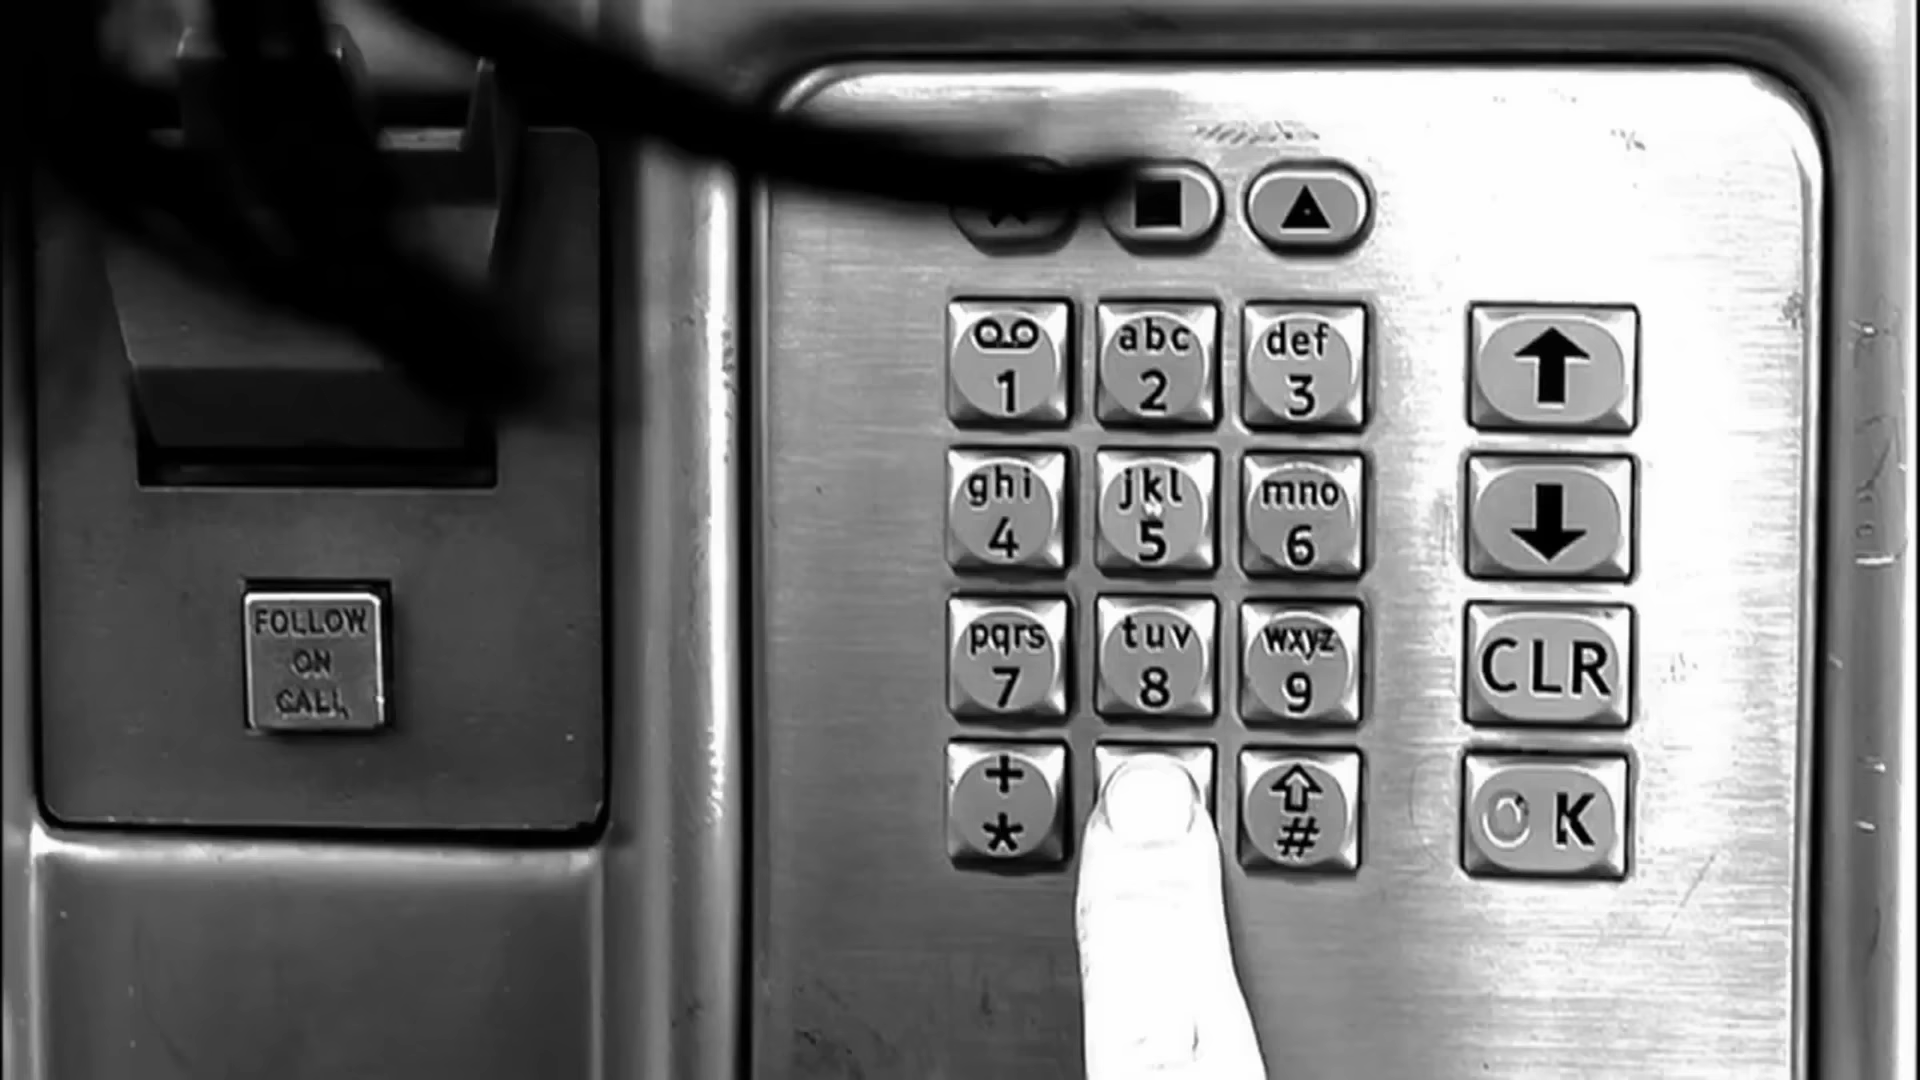 1
abc
2
def
3
ghi
4
jkl
5
mno
6
pqrs
7
tuv
8
wxyz
9
CLR
+
*
#
OK
FOLLOW
ON
CALL